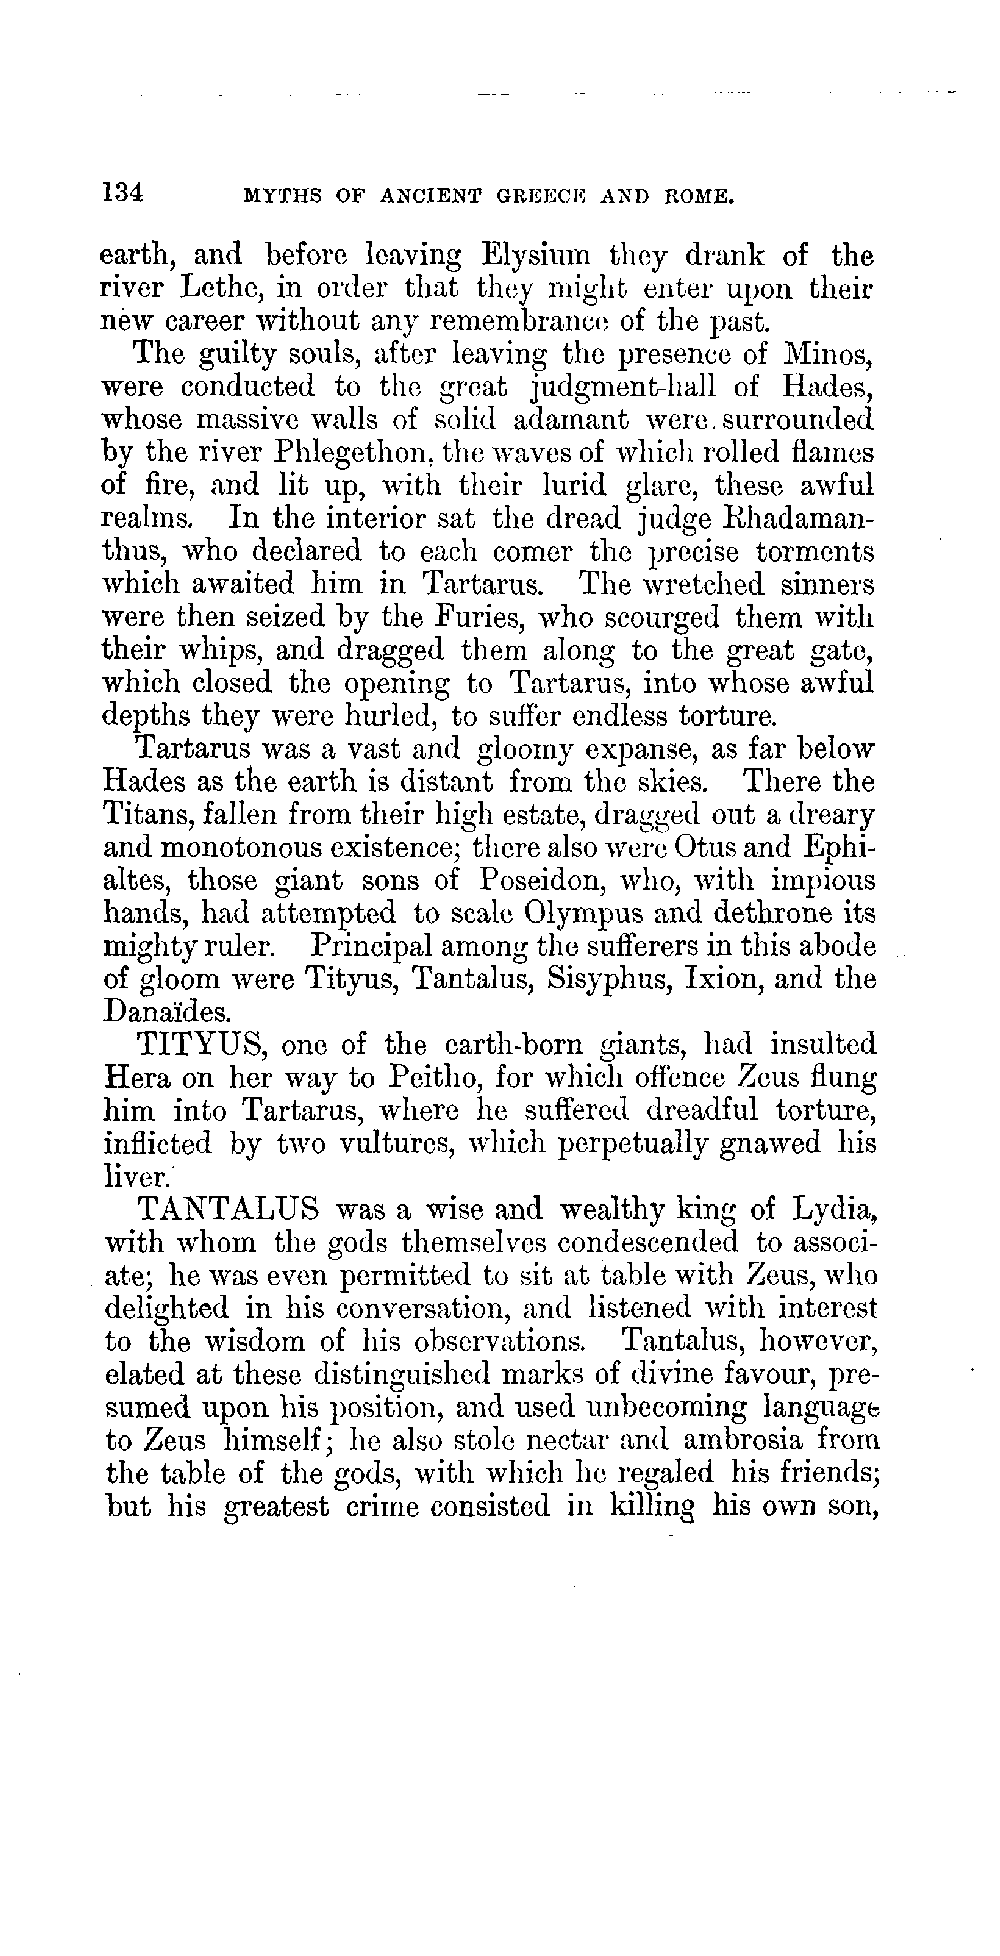 134 MYTHS OF ANCIENT GREECE AND ROME.
earth, and before leaving Elysium they drank of the
river Lethe, in order that they might enter upon their
new career without any remembrance of the past.
The guilty souls, after leaving the presence of Minos,
were conducted to the great judgment-hall of Hades,
whose massive walls of solid adamant were surrounded
by the river Phlegethon, the waves of which rolled flames
of fire, and lit up, with their lurid glare, these awful
realms. In the interior sat the dread judge Rhadaman-
thus, who declared to each comer the precise torments
which awaited him in Tartarus. The wretched sinners
were then seized by the Furies, who scourged them with
their whips, and dragged them along to the great gate,
which closed the opening to Tartarus, into whose awful
depths they were hurled, to suffer endless torture.
Tartarus was a vast and gloomy expanse, as far below
Hades as the earth is distant from the skies. There the
Titans, fallen from their high estate, dragged out a dreary
and monotonous existence; there also were Otus and Ephi-
altes, those giant sons of Poseidon, who, with impious
hands, had attempted to scale Olympus and dethrone its
mighty ruler. Principal among the sufferers in this abode
of gloom were Tityus, Tantalus, Sisyphus, Ixion, and the
Danaïdes.
TITYUS, one of the earth-born giants, had insulted
Hera on her way to Peitho, for which offence Zeus flung
him into Tartarus, where he suffered dreadful torture,
inflicted by two vultures, which perpetually gnawed his
liver.
TANTALUS was a wise and wealthy king of Lydia,
with whom the gods themselves condescended to associ-
ate; he was even permitted to sit at table with Zeus, who
delighted in his conversation, and listened with interest
to the wisdom of his observations. Tantalus, however,
elated at these distinguished marks of divine favour, pre-
sumed upon his position, and used unbecoming language
to Zeus himself; he also stole nectar and ambrosia from
the table of the gods, with which he regaled his friends;
but his greatest crime consisted in killing his own son,